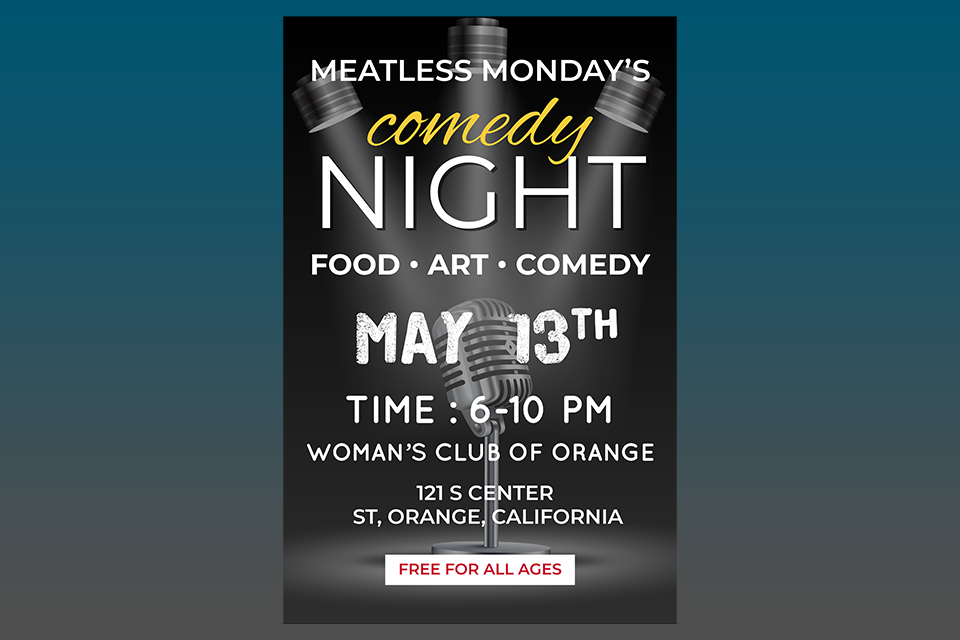 MEATLESS MONDAY'S
comedy
NIGHT
FOOD • ART • COMEDY
MAY 13TH
TIME : 6-10 PM
WOMAN'S CLUB OF ORANGE
121 S CENTER
ST, ORANGE, CALIFORNIA
FREE FOR ALL AGES